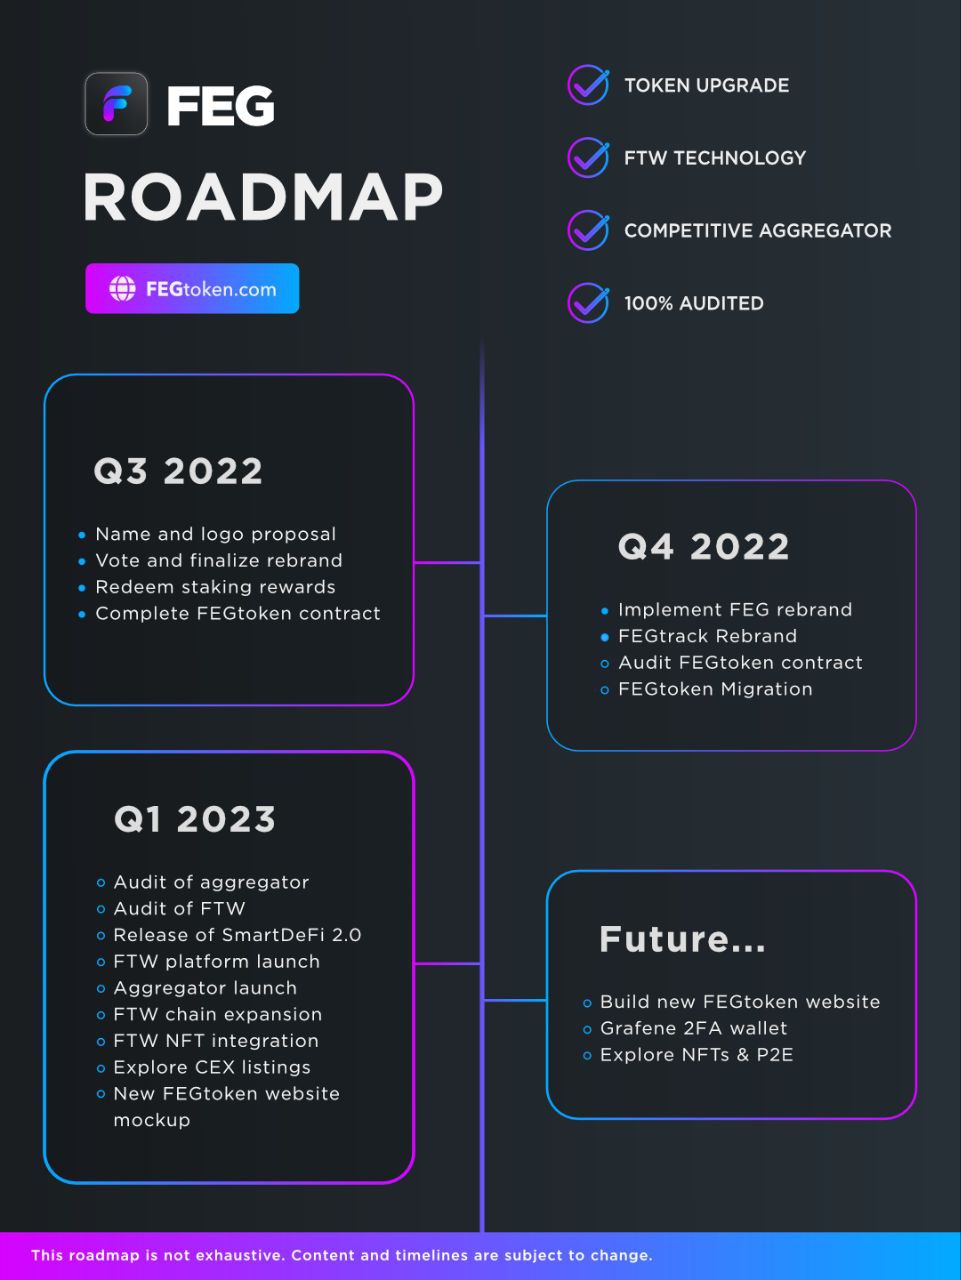 FEG
ROADMAP
FEGtoken.com
TOKEN UPGRADE
FTW TECHNOLOGY
COMPETITIVE AGGREGATOR
100% AUDITED
Q3 2022
Name and logo proposal
Vote and finalize rebrand
Redeem staking rewards
Complete FEGtoken contract
Q4 2022
Implement FEG rebrand
FEGtrack Rebrand
Audit FEGtoken contract
FEGtoken Migration
Q1 2023
Audit of aggregator
Audit of FTW
Release of SmartDeFi 2.0
FTW platform launch
Aggregator launch
FTW chain expansion
FTW NFT integration
Explore CEX listings
New FEGtoken website
mockup
Future...
Build new FEGtoken website
Grafene 2FA wallet
Explore NFTs & P2E
This roadmap is not exhaustive. Content and timelines are subject to change.